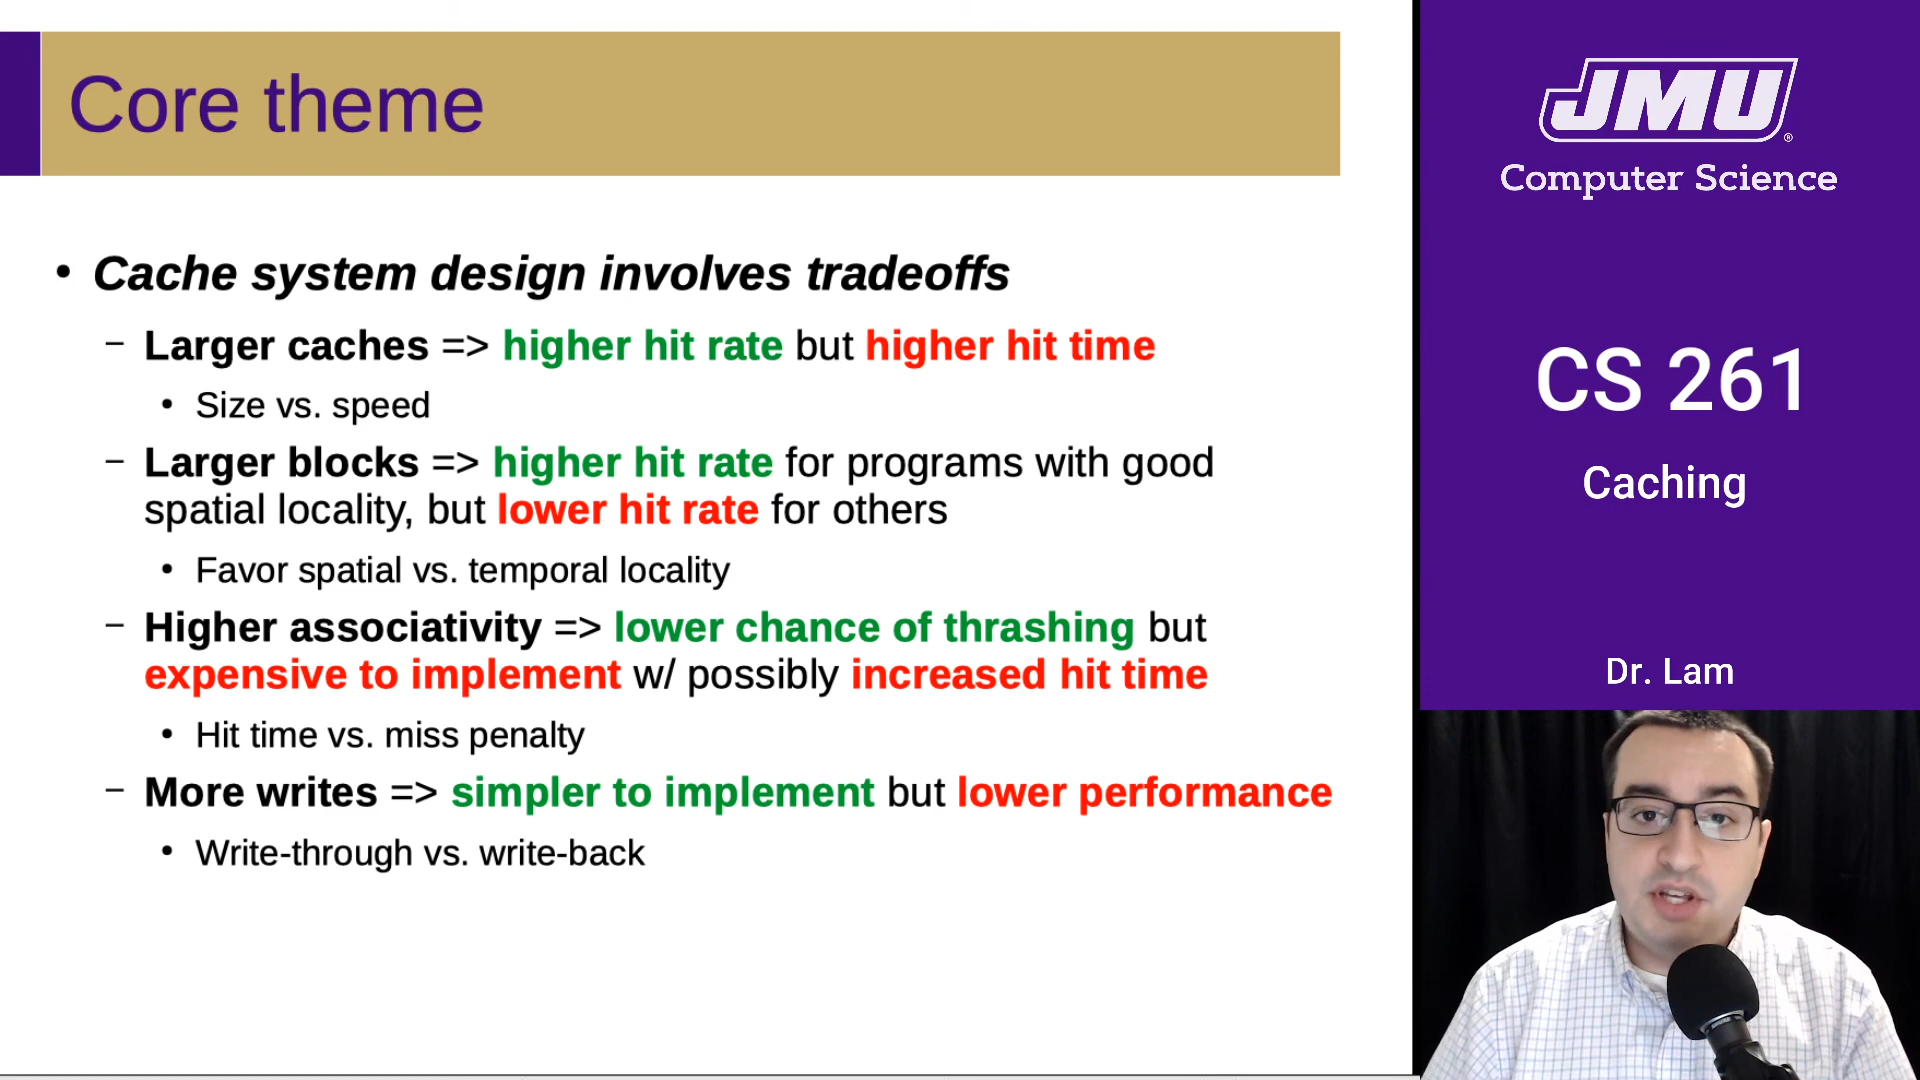 Core theme
• Cache system design involves tradeoffs
– Larger caches => higher hit rate but higher hit time
• Size vs. speed
– Larger blocks => higher hit rate for programs with good
spatial locality, but lower hit rate for others
• Favor spatial vs. temporal locality
– Higher associativity => lower chance of thrashing but
expensive to implement w/ possibly increased hit time
• Hit time vs. miss penalty
– More writes => simpler to implement but lower performance
• Write-through vs. write-back
JMU®
Computer Science
CS 261
Caching
Dr. Lam